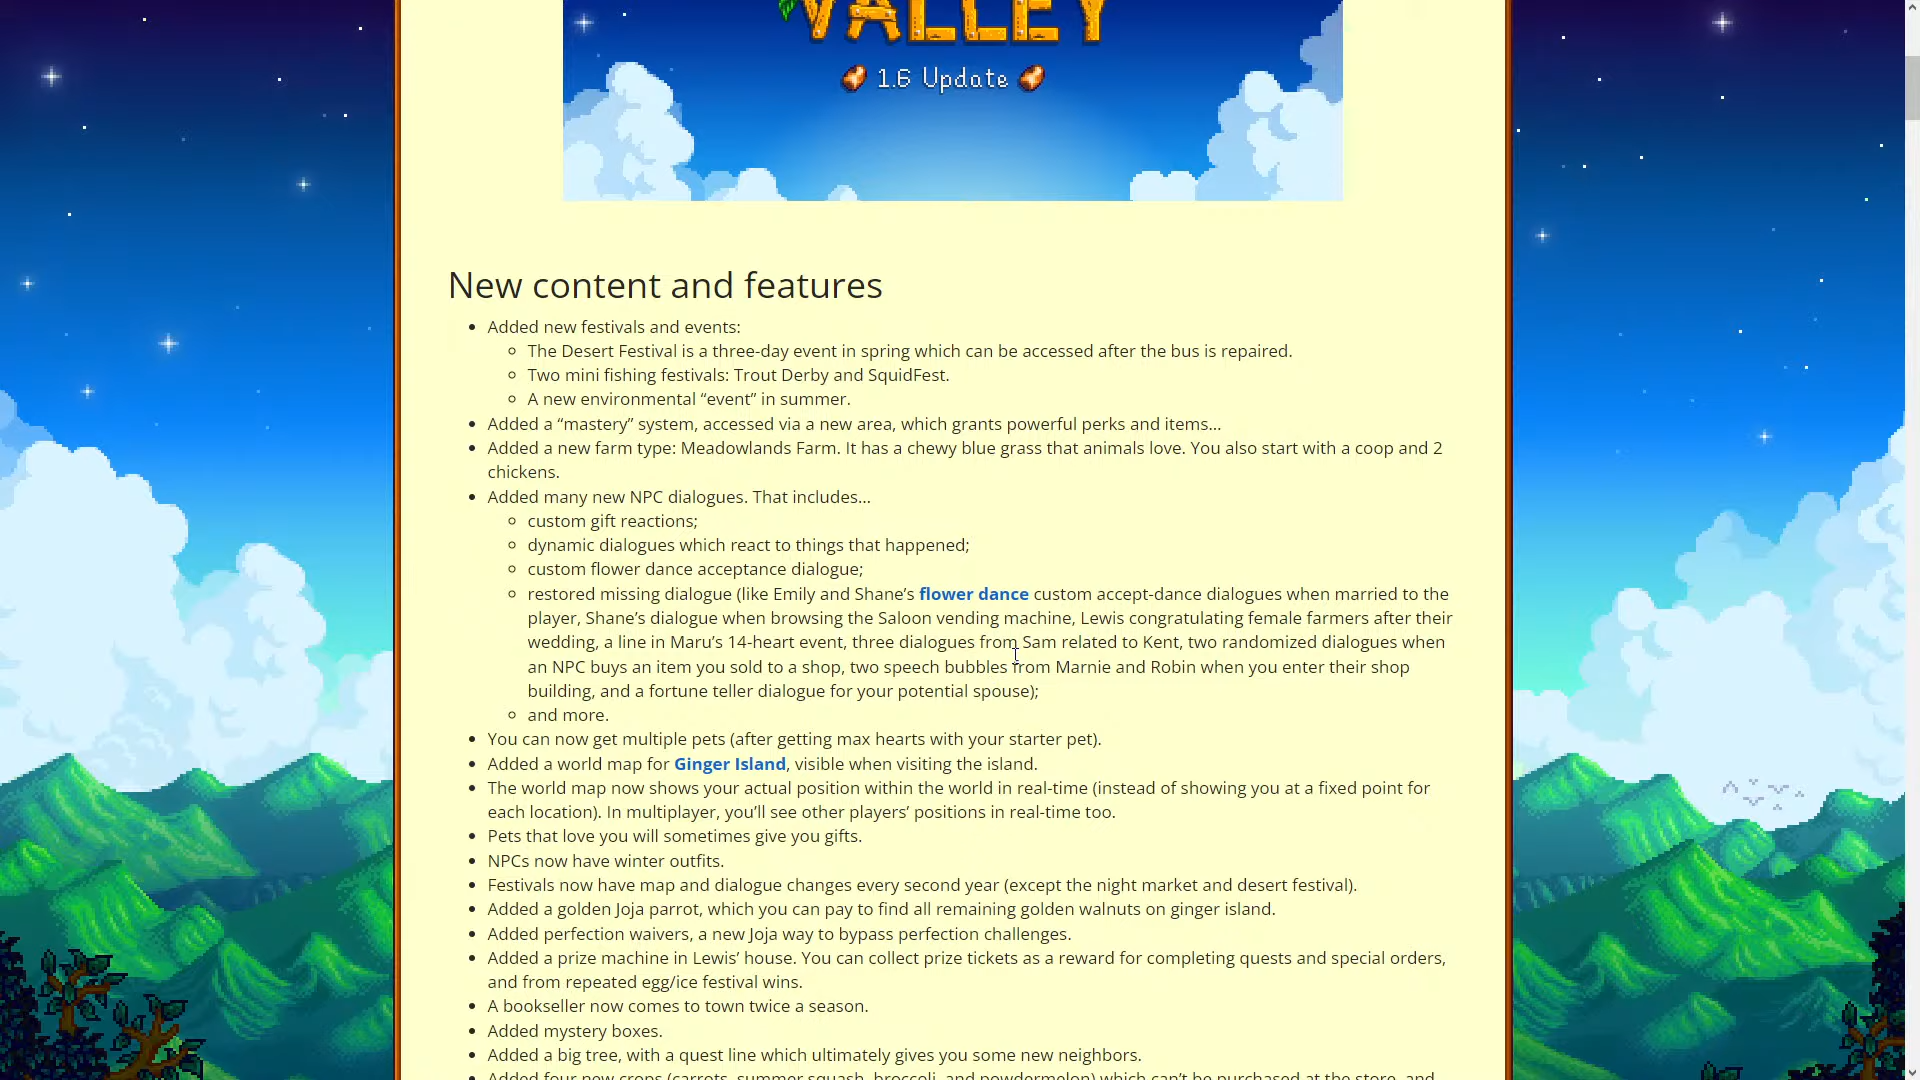 VALLEY
1.6 Update
New content and features
• Added new festivals and events:
◦ The Desert Festival is a three-day event in spring which can be accessed after the bus is repaired.
◦ Two mini fishing festivals: Trout Derby and SquidFest.
◦ A new environmental “event” in summer.
• Added a “mastery” system, accessed via a new area, which grants powerful perks and items…
• Added a new farm type: Meadowlands Farm. It has a chewy blue grass that animals love. You also start with a coop and 2
chickens.
• Added many new NPC dialogues. That includes…
◦ custom gift reactions;
◦ dynamic dialogues which react to things that happened;
◦ custom flower dance acceptance dialogue;
◦ restored missing dialogue (like Emily and Shane’s flower dance custom accept-dance dialogues when married to the
player, Shane’s dialogue when browsing the Saloon vending machine, Lewis congratulating female farmers after their
wedding, a line in Maru’s 14-heart event, three dialogues from Sam related to Kent, two randomized dialogues when
an NPC buys an item you sold to a shop, two speech bubbles from Marnie and Robin when you enter their shop
building, and a fortune teller dialogue for your potential spouse);
◦ and more.
• You can now get multiple pets (after getting max hearts with your starter pet).
• Added a world map for Ginger Island, visible when visiting the island.
• The world map now shows your actual position within the world in real-time (instead of showing you at a fixed point for
each location). In multiplayer, you’ll see other players’ positions in real-time too.
• Pets that love you will sometimes give you gifts.
• NPCs now have winter outfits.
• Festivals now have map and dialogue changes every second year (except the night market and desert festival).
• Added a golden Joja parrot, which you can pay to find all remaining golden walnuts on ginger island.
• Added perfection waivers, a new Joja way to bypass perfection challenges.
• Added a prize machine in Lewis’ house. You can collect prize tickets as a reward for completing quests and special orders,
and from repeated egg/ice festival wins.
• A bookseller now comes to town twice a season.
• Added mystery boxes.
• Added a big tree, with a quest line which ultimately gives you some new neighbors.
• Added four new crops (carrots, summer squash, broccoli, and powdermelon) which can’t be purchased at the store, and